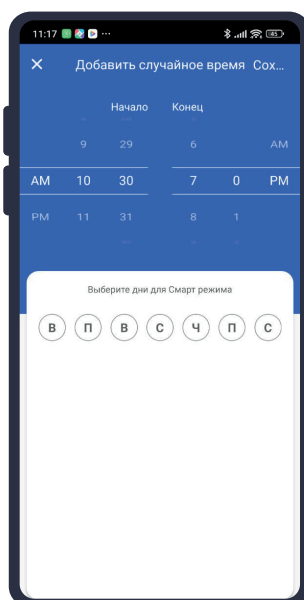 11:17 ··· 45
× Добавить случайное время Сох...
Начало Конец
9 29 6 AM
AM 10 30 7 0 PM
PM 11 31 8 1
Выберите дни для Смарт режима
В П В С Ч П С